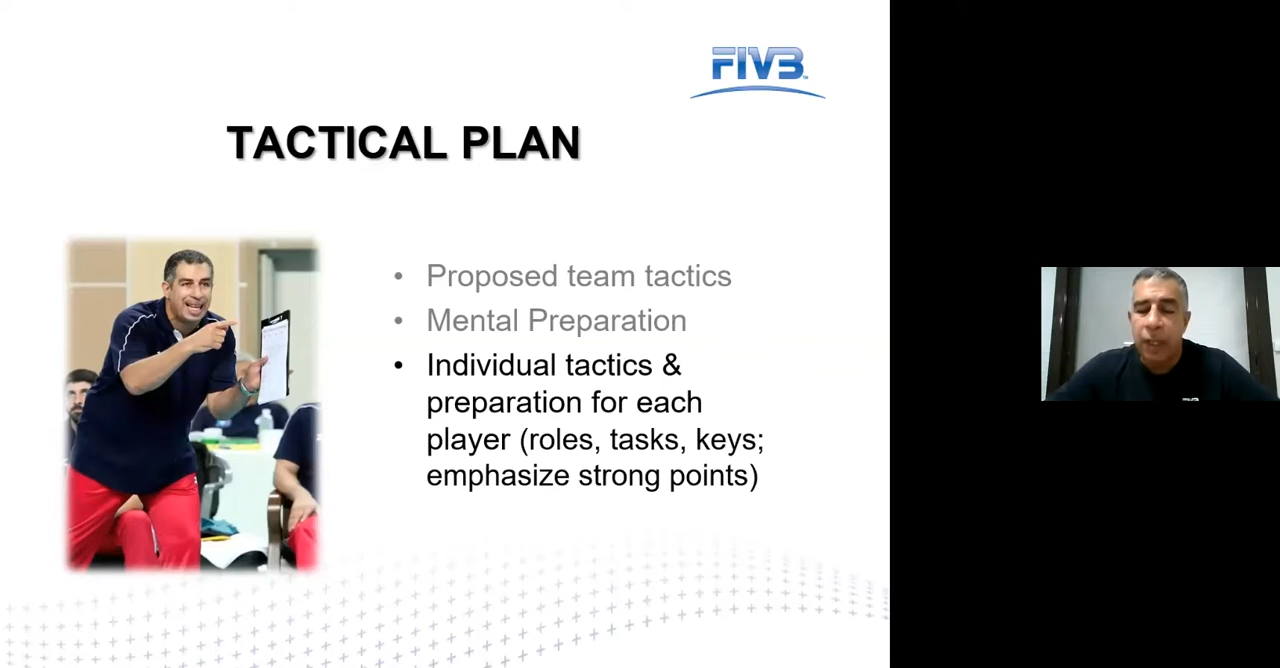 FIVB
TACTICAL PLAN
• Proposed team tactics
• Mental Preparation
• Individual tactics &
preparation for each
player (roles, tasks, keys;
emphasize strong points)